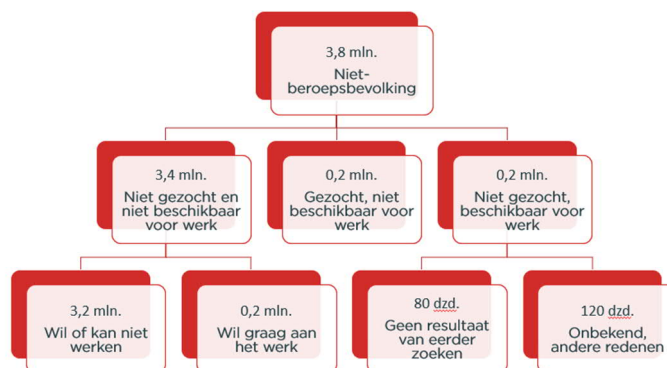 3,8 mln.
Niet-
beroepsbevolking
3,4 mln.
Niet gezocht en
niet beschikbaar
voor werk
0,2 mln.
Gezocht, niet
beschikbaar voor
werk
0,2 mln.
Niet gezocht,
beschikbaar voor
werk
3,2 mln.
Wil of kan niet
werken
0,2 mln.
Wil graag aan
het werk
80 dzd.
Geen resultaat
van eerder
zoeken
120 dzd.
Onbekend,
andere redenen